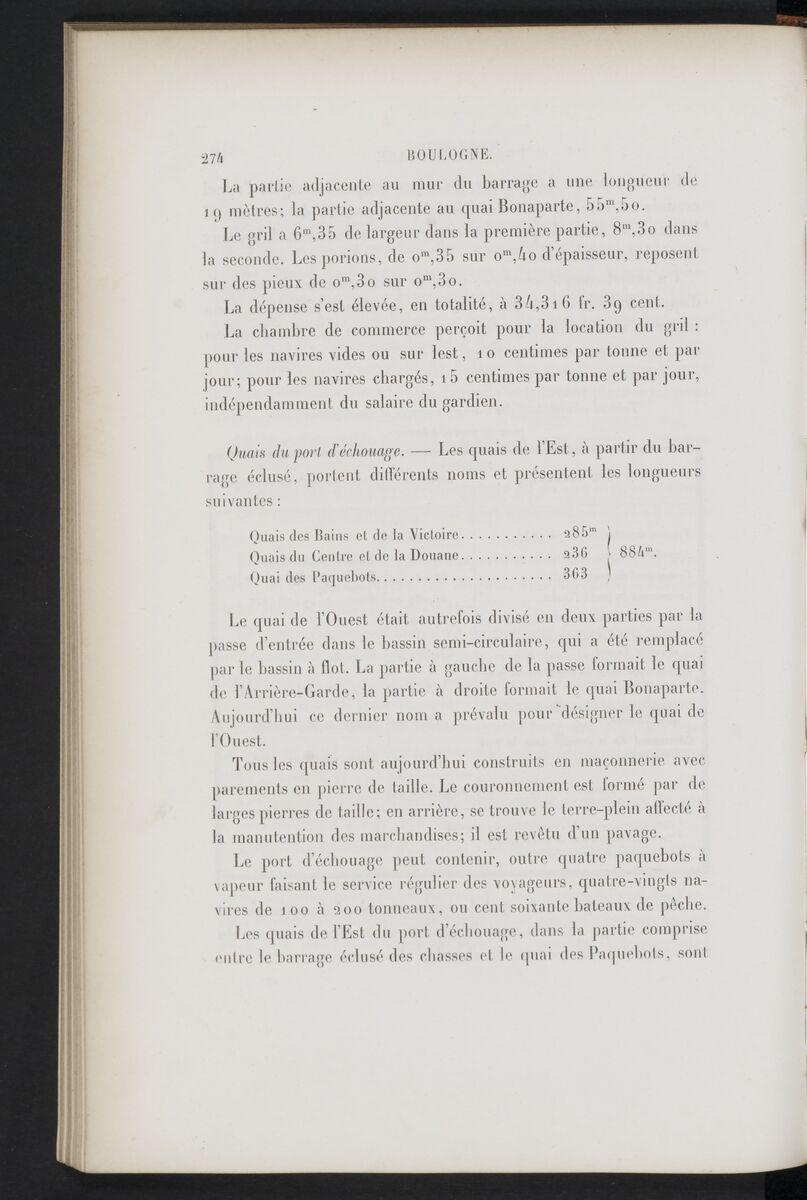 274 BOULOGNE.
La partie adjacente au mur du barrage a une longueur de
19 mètres; la partie adjacente au quai Bonaparte, 55ᵐ,50.
Le gril a 6ᵐ,35 de largeur dans la première partie, 8ᵐ,30 dans
la seconde. Les porions, de 0ᵐ,35 sur 0ᵐ,40 d'épaisseur, reposent
sur des pieux de 0ᵐ,30 sur 0ᵐ,30.
La dépense s'est élevée, en totalité, à 34,316 fr. 39 cent.
La chambre de commerce perçoit pour la location du gril :
pour les navires vides ou sur lest, 10 centimes par tonne et par
jour; pour les navires chargés, 15 centimes par tonne et par jour,
indépendamment du salaire du gardien.
Quais du port d'échouage. — Les quais de l'Est, à partir du bar-
rage éclusé, portent différents noms et présentent les longueurs
suivantes :
Quais des Bains et de la Victoire........... 285ᵐ
Quais du Centre et de la Douane........... 236 } 884ᵐ.
Quai des Paquebots..................... 363
Le quai de l'Ouest était autrefois divisé en deux parties par la
passe d'entrée dans le bassin semi-circulaire, qui a été remplacé
par le bassin à flot. La partie à gauche de la passe formait le quai
de l'Arrière-Garde, la partie à droite formait le quai Bonaparte.
Aujourd'hui ce dernier nom a prévalu pour désigner le quai de
l'Ouest.
Tous les quais sont aujourd'hui construits en maçonnerie avec
parements en pierre de taille. Le couronnement est formé par de
larges pierres de taille; en arrière, se trouve le terre-plein affecté à
la manutention des marchandises; il est revêtu d'un pavage.
Le port d'échouage peut contenir, outre quatre paquebots à
vapeur faisant le service régulier des voyageurs, quatre-vingts na-
vires de 100 à 200 tonneaux, ou cent soixante bateaux de pêche.
Les quais de l'Est du port d'échouage, dans la partie comprise
entre le barrage éclusé des chasses et le quai des Paquebots, sont